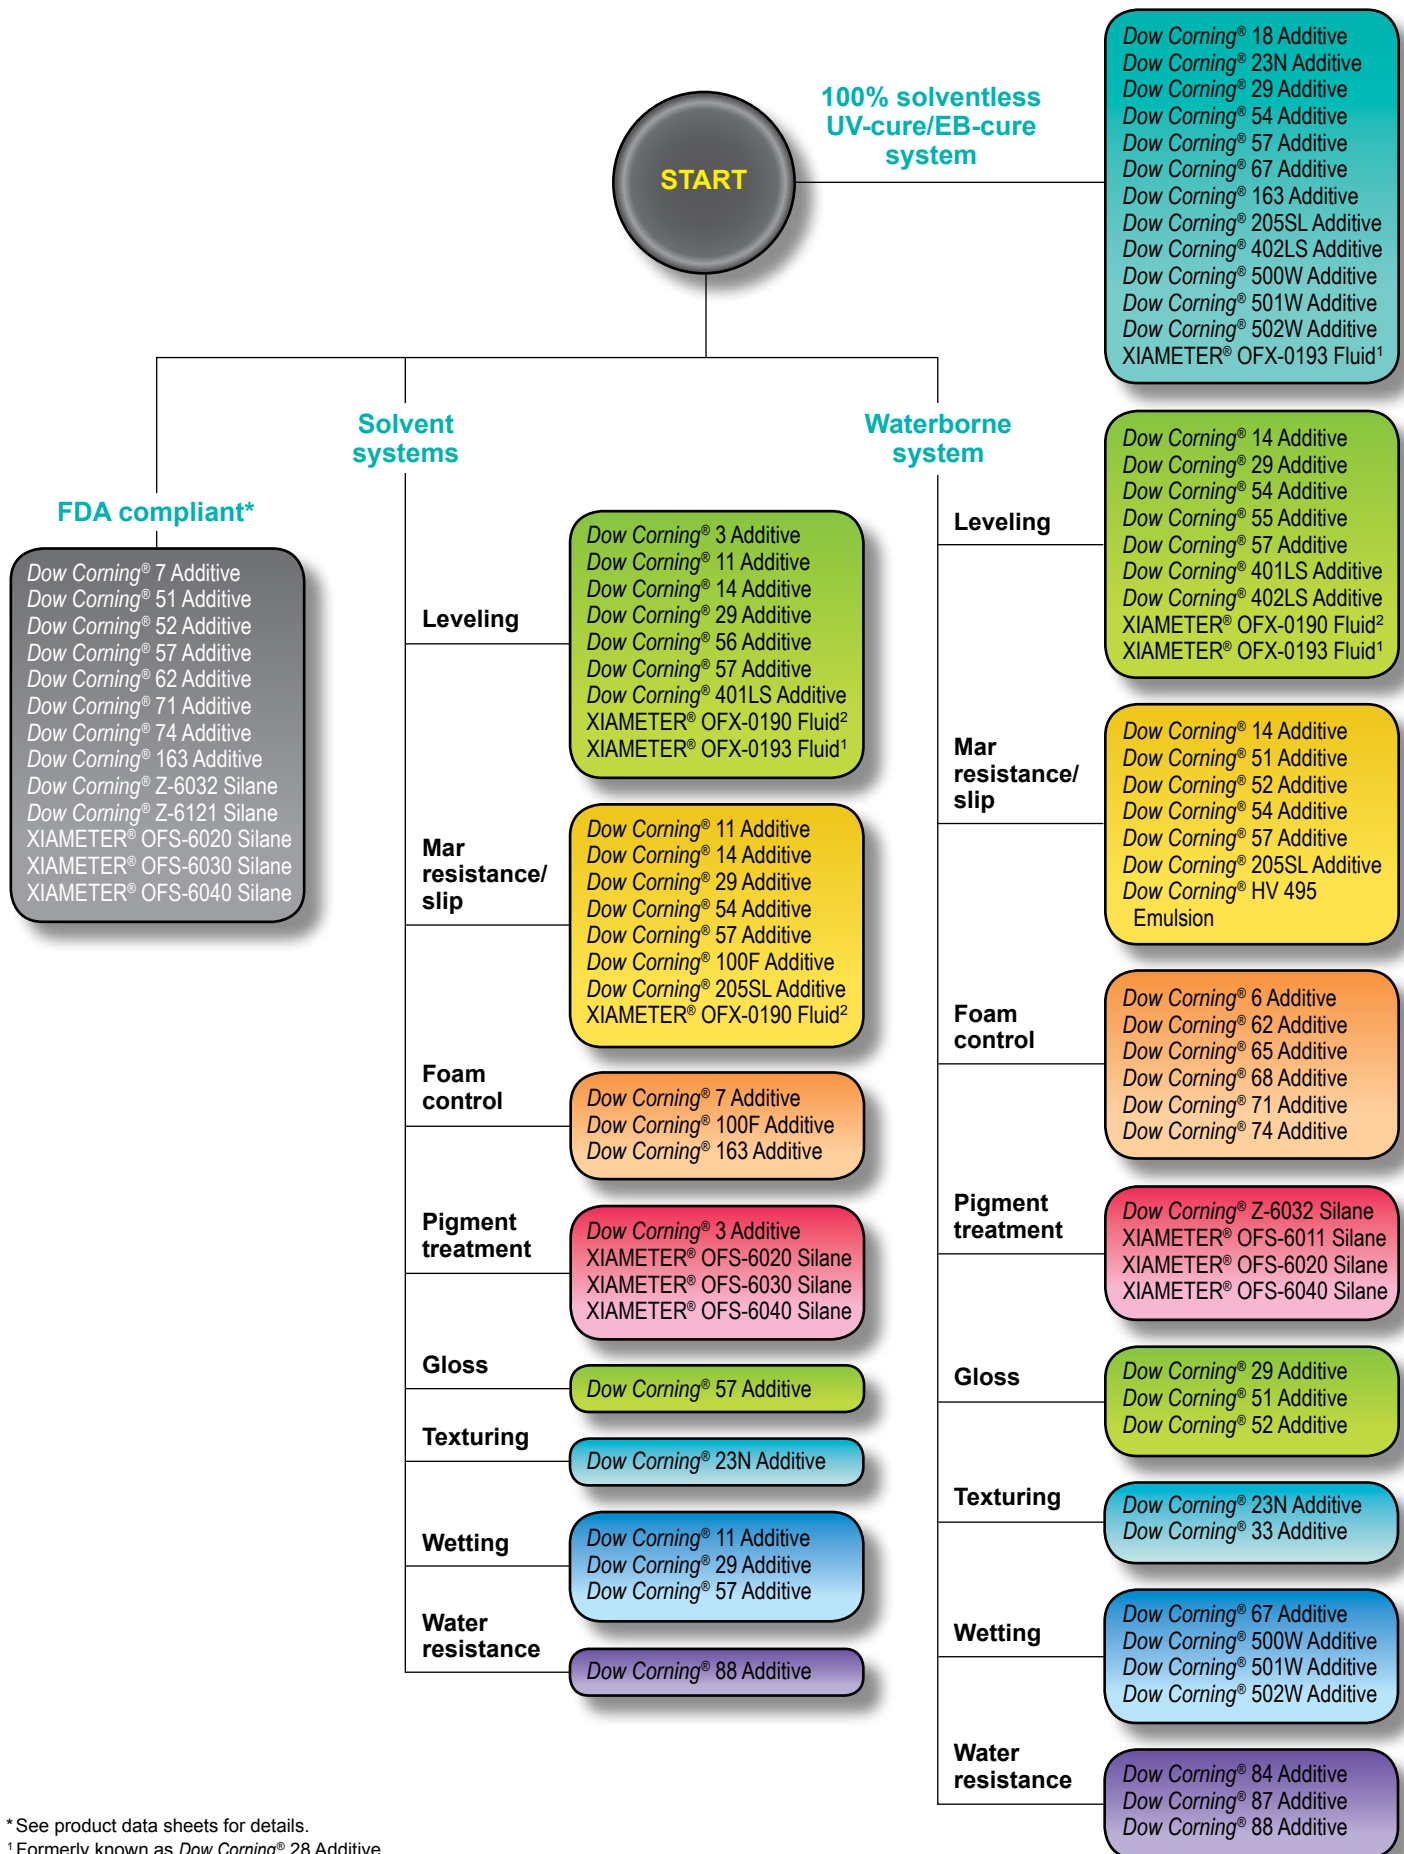 START
100% solventless
UV-cure/EB-cure
system
Dow Corning® 18 Additive
Dow Corning® 23N Additive
Dow Corning® 29 Additive
Dow Corning® 54 Additive
Dow Corning® 57 Additive
Dow Corning® 67 Additive
Dow Corning® 163 Additive
Dow Corning® 205SL Additive
Dow Corning® 402LS Additive
Dow Corning® 500W Additive
Dow Corning® 501W Additive
Dow Corning® 502W Additive
XIAMETER® OFX-0193 Fluid¹
FDA compliant*
Dow Corning® 7 Additive
Dow Corning® 51 Additive
Dow Corning® 52 Additive
Dow Corning® 57 Additive
Dow Corning® 62 Additive
Dow Corning® 71 Additive
Dow Corning® 74 Additive
Dow Corning® 163 Additive
Dow Corning® Z-6032 Silane
Dow Corning® Z-6121 Silane
XIAMETER® OFS-6020 Silane
XIAMETER® OFS-6030 Silane
XIAMETER® OFS-6040 Silane
Solvent
systems
Leveling
Dow Corning® 3 Additive
Dow Corning® 11 Additive
Dow Corning® 14 Additive
Dow Corning® 29 Additive
Dow Corning® 56 Additive
Dow Corning® 57 Additive
Dow Corning® 401LS Additive
XIAMETER® OFX-0190 Fluid²
XIAMETER® OFX-0193 Fluid¹
Mar
resistance/
slip
Dow Corning® 11 Additive
Dow Corning® 14 Additive
Dow Corning® 29 Additive
Dow Corning® 54 Additive
Dow Corning® 57 Additive
Dow Corning® 100F Additive
Dow Corning® 205SL Additive
XIAMETER® OFX-0190 Fluid²
Foam
control
Dow Corning® 7 Additive
Dow Corning® 100F Additive
Dow Corning® 163 Additive
Pigment
treatment
Dow Corning® 3 Additive
XIAMETER® OFS-6020 Silane
XIAMETER® OFS-6030 Silane
XIAMETER® OFS-6040 Silane
Gloss
Dow Corning® 57 Additive
Texturing
Dow Corning® 23N Additive
Wetting
Dow Corning® 11 Additive
Dow Corning® 29 Additive
Dow Corning® 57 Additive
Water
resistance
Dow Corning® 88 Additive
Waterborne
system
Leveling
Dow Corning® 14 Additive
Dow Corning® 29 Additive
Dow Corning® 54 Additive
Dow Corning® 55 Additive
Dow Corning® 57 Additive
Dow Corning® 401LS Additive
Dow Corning® 402LS Additive
XIAMETER® OFX-0190 Fluid²
XIAMETER® OFX-0193 Fluid¹
Mar
resistance/
slip
Dow Corning® 14 Additive
Dow Corning® 51 Additive
Dow Corning® 52 Additive
Dow Corning® 54 Additive
Dow Corning® 57 Additive
Dow Corning® 205SL Additive
Dow Corning® HV 495
Emulsion
Foam
control
Dow Corning® 6 Additive
Dow Corning® 62 Additive
Dow Corning® 65 Additive
Dow Corning® 68 Additive
Dow Corning® 71 Additive
Dow Corning® 74 Additive
Pigment
treatment
Dow Corning® Z-6032 Silane
XIAMETER® OFS-6011 Silane
XIAMETER® OFS-6020 Silane
XIAMETER® OFS-6040 Silane
Gloss
Dow Corning® 29 Additive
Dow Corning® 51 Additive
Dow Corning® 52 Additive
Texturing
Dow Corning® 23N Additive
Dow Corning® 33 Additive
Wetting
Dow Corning® 67 Additive
Dow Corning® 500W Additive
Dow Corning® 501W Additive
Dow Corning® 502W Additive
Water
resistance
Dow Corning® 84 Additive
Dow Corning® 87 Additive
Dow Corning® 88 Additive
* See product data sheets for details.
¹ Formerly known as Dow Corning® 28 Additive